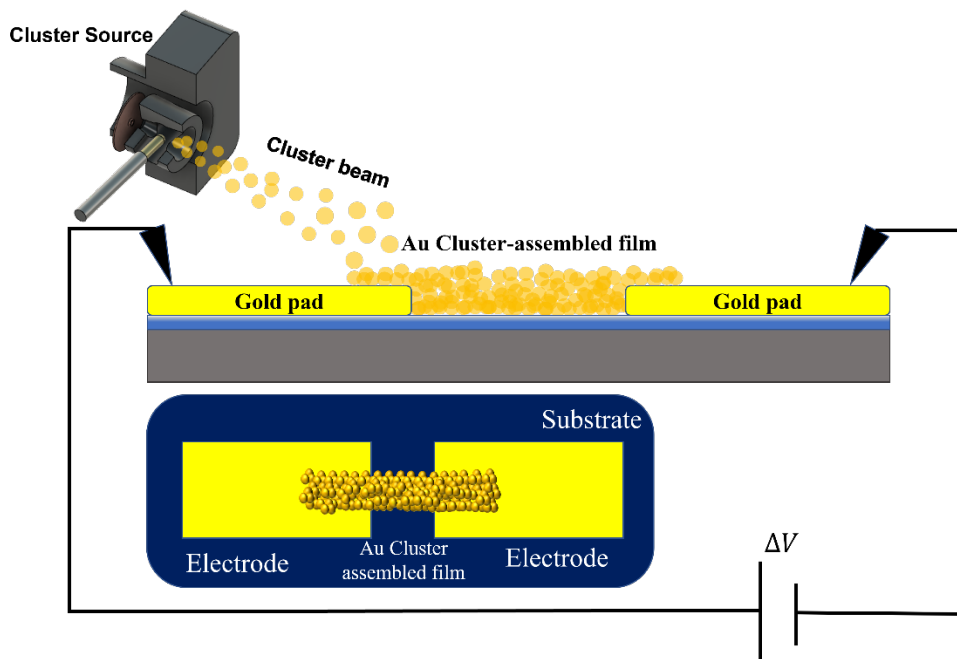 Cluster Source
Cluster beam
Au Cluster-assembled film
Gold pad
Gold pad
Substrate
Electrode
Au Cluster
assembled film
Electrode
ΔV